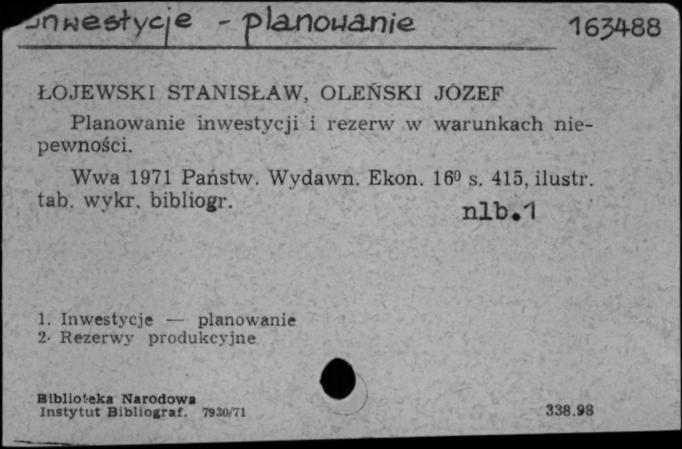 Inwestycje - planowanie 163488
ŁOJEWSKI STANISŁAW, OLEŃSKI JÓZEF
Planowanie inwestycji i rezerw w warunkach nie-
pewności.
Wwa 1971 Państw. Wydawn. Ekon. 16⁰ s. 415, ilustr.
tab. wykr. bibliogr. nlb.1
1. Inwestycje — planowanie
2. Rezerwy produkcyjne
Biblioteka Narodowa
Instytut Bibliograf. 7930/71 338.98